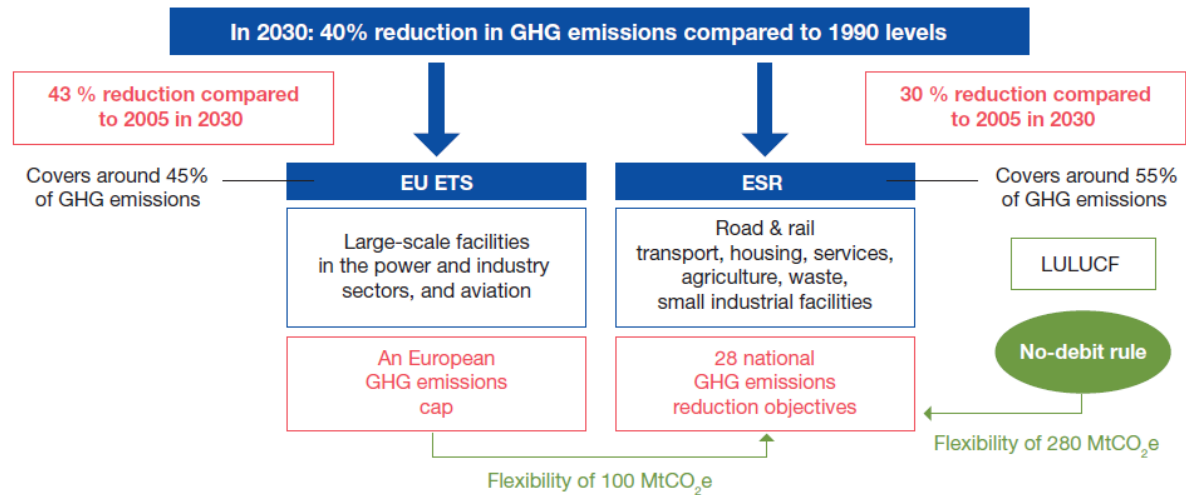 In 2030: 40% reduction in GHG emissions compared to 1990 levels
43 % reduction compared
to 2005 in 2030
30 % reduction compared
to 2005 in 2030
Covers around 45%
of GHG emissions
EU ETS
ESR
Covers around 55%
of GHG emissions
Large-scale facilities
in the power and industry
sectors, and aviation
Road & rail
transport, housing, services,
agriculture, waste,
small industrial facilities
LULUCF
No-debit rule
An European
GHG emissions
cap
28 national
GHG emissions
reduction objectives
Flexibility of 280 MtCO₂e
Flexibility of 100 MtCO₂e